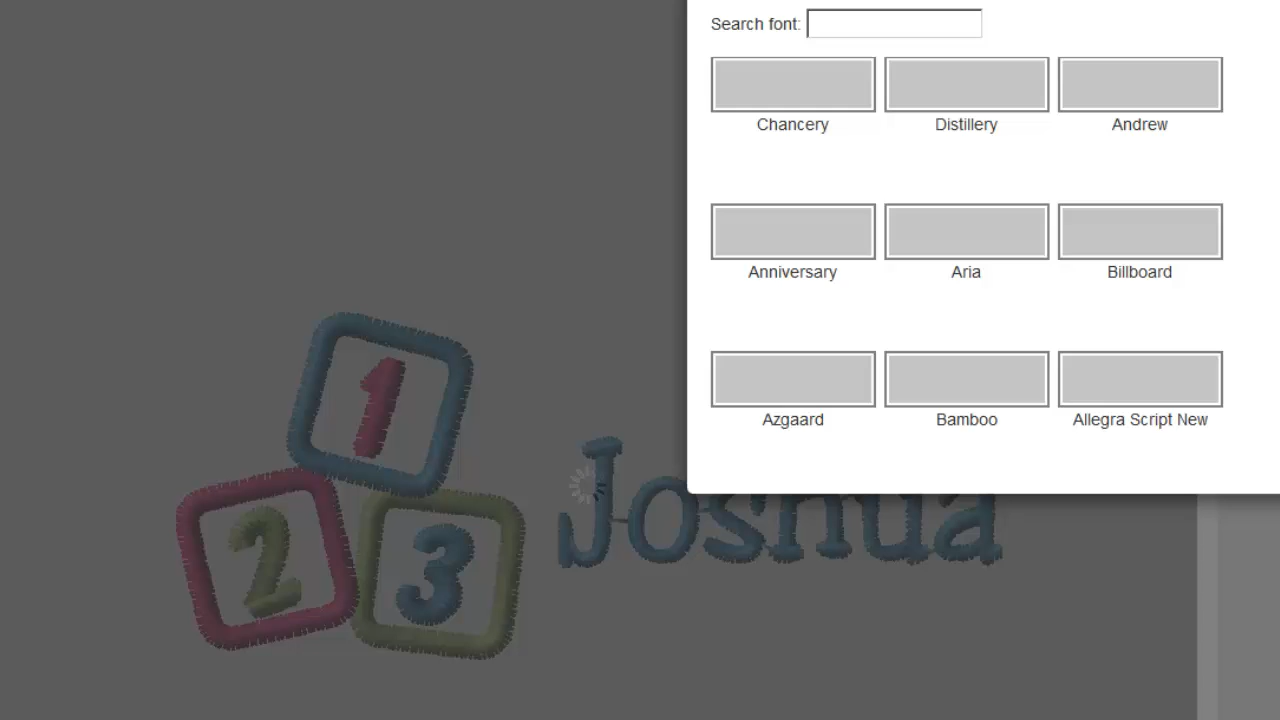 Search font:
Chancery Distillery Andrew
Anniversary Aria Billboard
Azgaard Bamboo Allegra Script New
1
Joshua
2 3